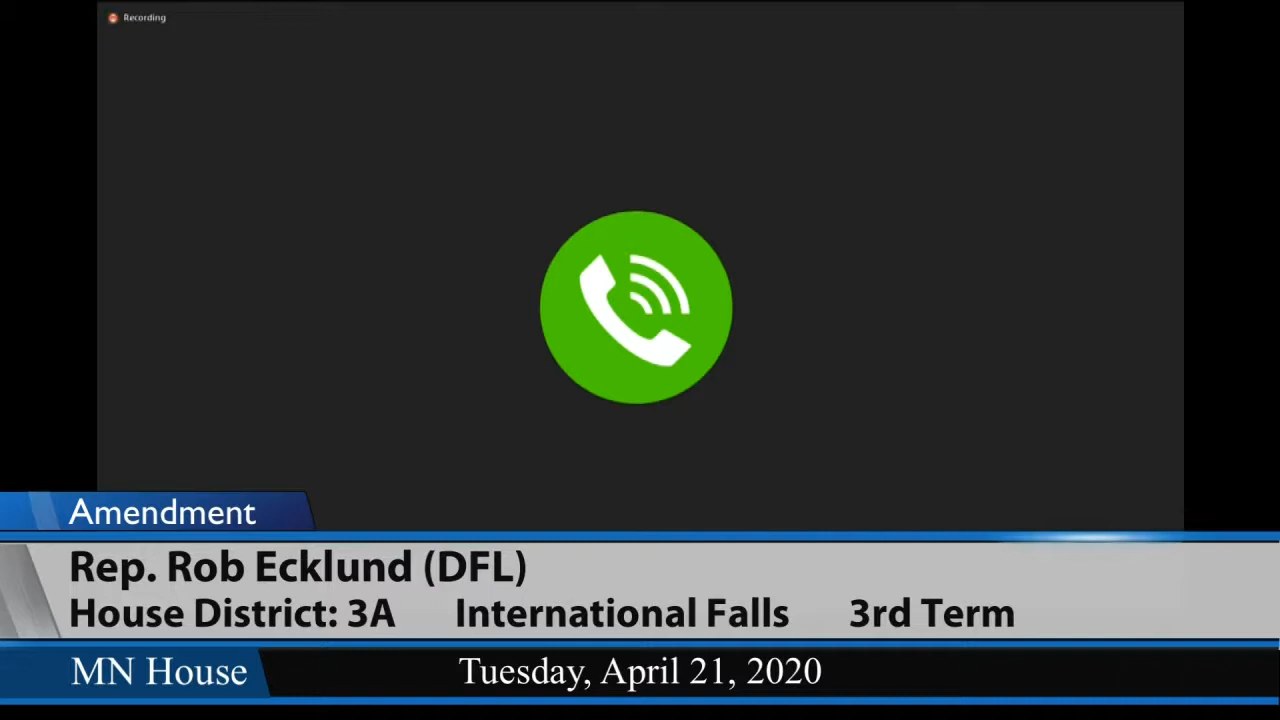 Recording
Amendment
Rep. Rob Ecklund (DFL)
House District: 3A International Falls 3rd Term
MN House Tuesday, April 21, 2020